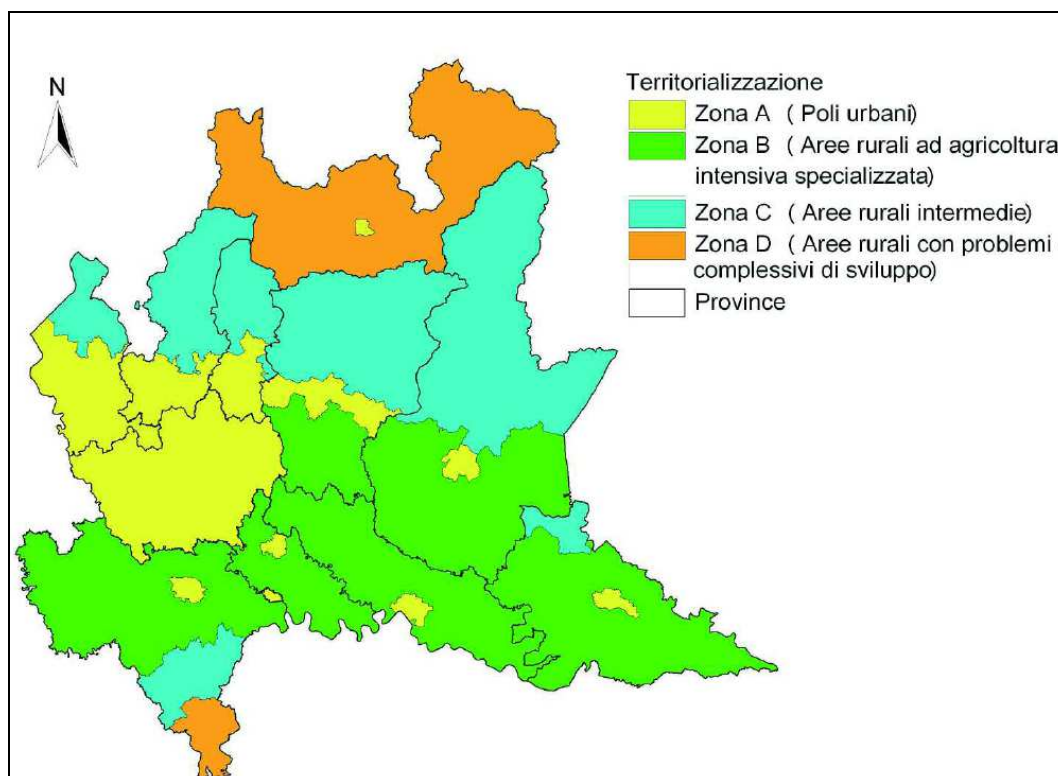 N
Territorializzazione
Zona A ( Poli urbani)
Zona B ( Aree rurali ad agricoltura
intensiva specializzata)
Zona C ( Aree rurali intermedie)
Zona D ( Aree rurali con problemi
complessivi di sviluppo)
Province